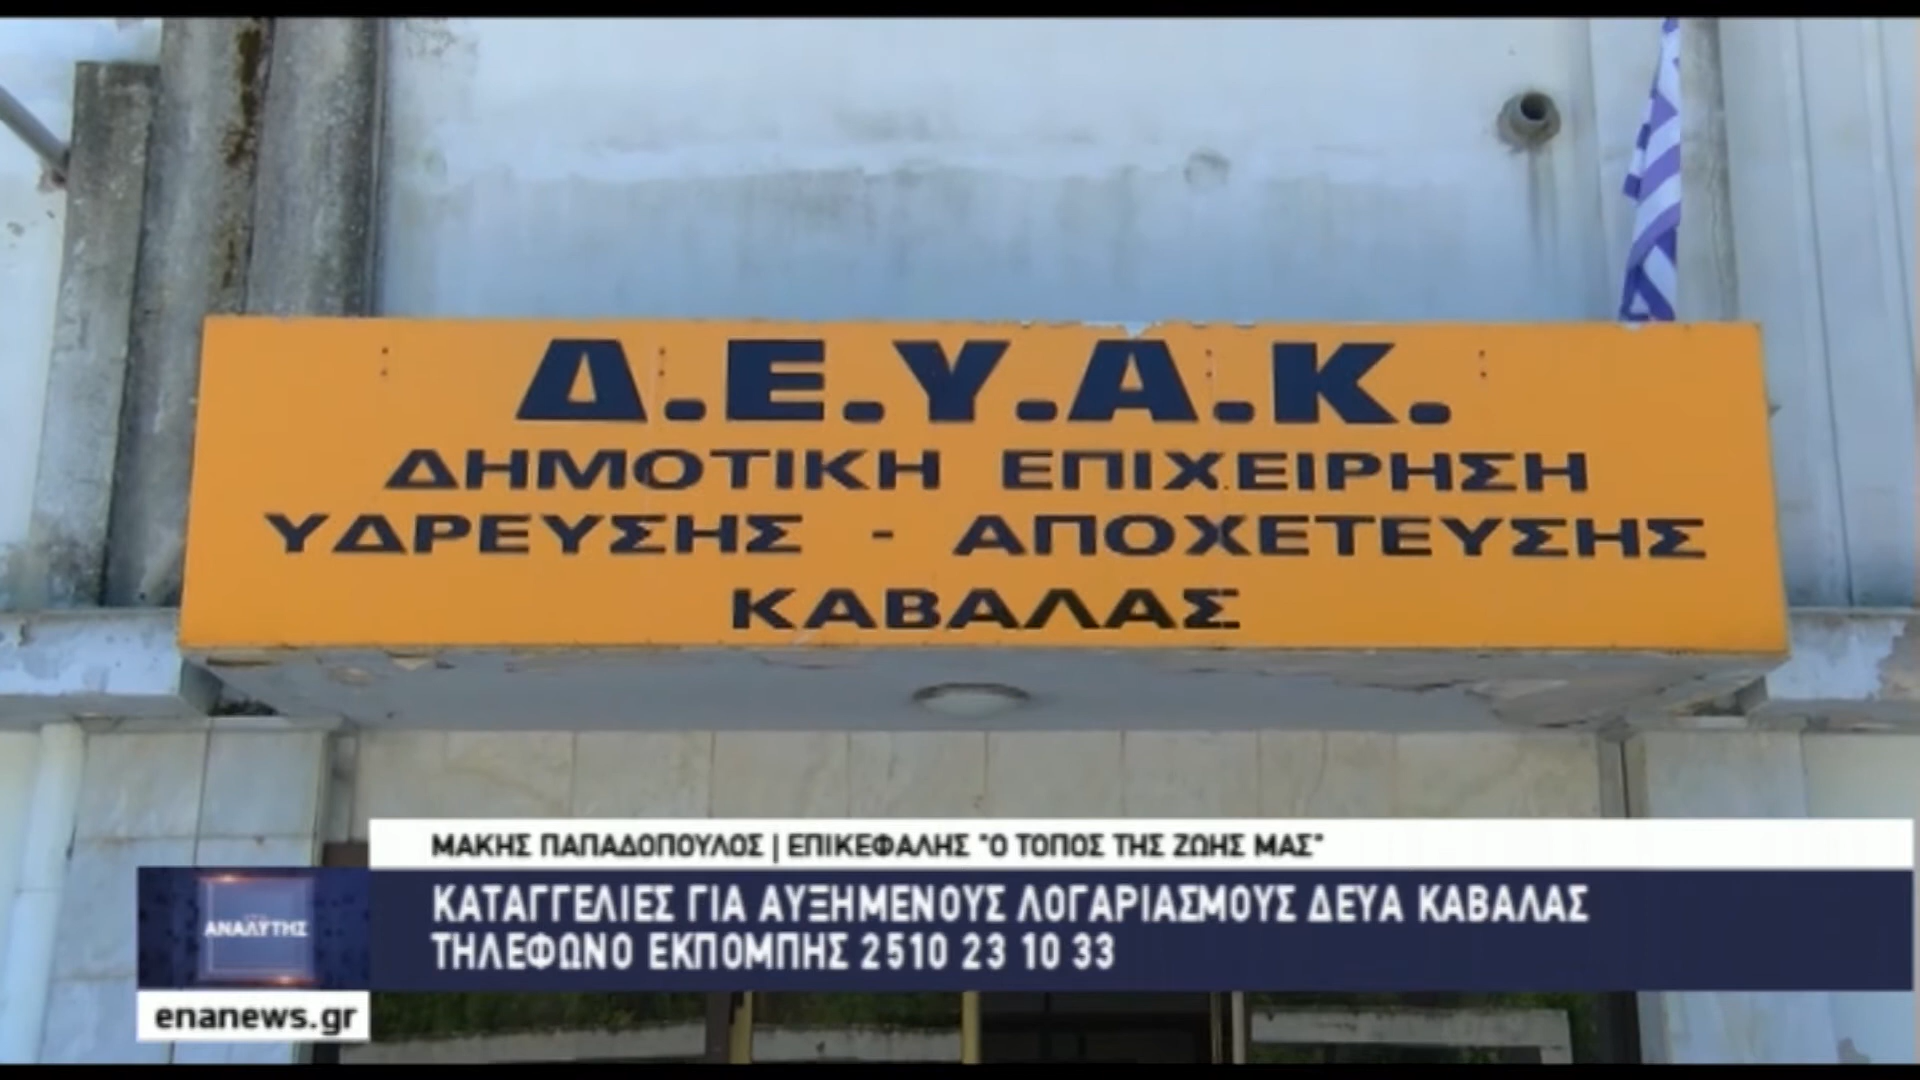 Δ.Ε.Υ.Α.Κ.
ΔΗΜΟΤΙΚΗ ΕΠΙΧΕΙΡΗΣΗ
ΥΔΡΕΥΣΗΣ - ΑΠΟΧΕΤΕΥΣΗΣ
ΚΑΒΑΛΑΣ
ΜΑΚΗΣ ΠΑΠΑΔΟΠΟΥΛΟΣ | ΕΠΙΚΕΦΑΛΗΣ "Ο ΤΟΠΟΣ ΤΗΣ ΖΩΗΣ ΜΑΣ"
ΚΑΤΑΓΓΕΛΙΕΣ ΓΙΑ ΑΥΞΗΜΕΝΟΥΣ ΛΟΓΑΡΙΑΣΜΟΥΣ ΔΕΥΑ ΚΑΒΑΛΑΣ
ΤΗΛΕΦΩΝΟ ΕΚΠΟΜΠΗΣ 2510 23 10 33
ΑΝΑΛΥΤΗΣ
enanews.gr